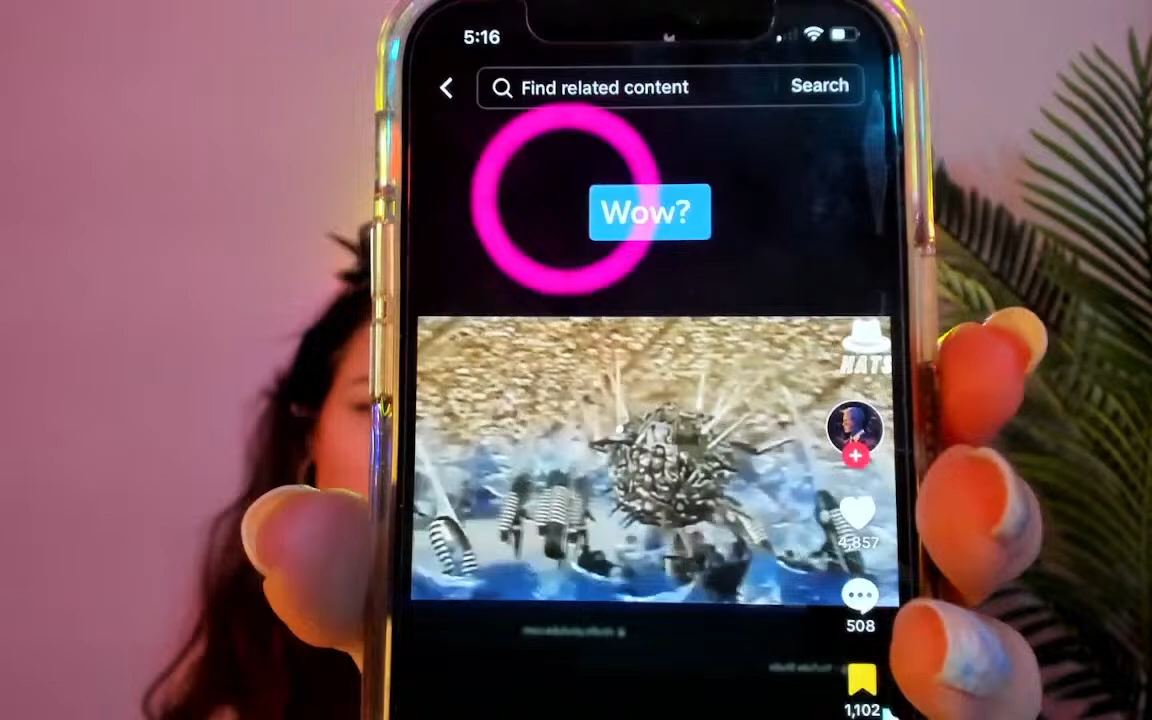 5:16
Find related content
Search
Wow?
HATS
4,857
508
1,102